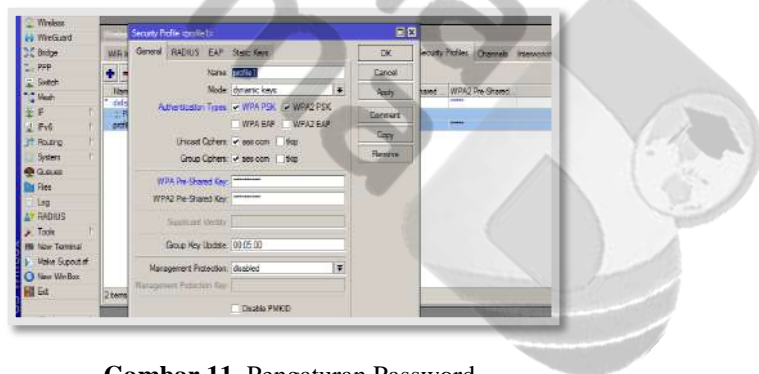 Wireless
WireGuard
Bridge
PPP
Switch
Mesh
IP
IPv6
Routing
System
Queues
Files
Log
RADIUS
Tools
New Terminal
Make Supout.rif
New WinBox
Exit
Security Profile <profile1>
General RADIUS EAP Static Keys
Name: profile1
Mode: dynamic keys
Authentication Types: WPA PSK WPA2 PSK
WPA EAP WPA2 EAP
Unicast Ciphers: aes ccm tkip
Group Ciphers: aes ccm tkip
WPA Pre-Shared Key:
WPA2 Pre-Shared Key:
Supplicant Identity:
Group Key Update: 00:05:00
Management Protection: disabled
Management Protection Key:
Disable PMKID
OK
Cancel
Apply
Comment
Copy
Remove
Security Profiles Channels
WPA2 Pre-Shared
2 items
Gambar 11. Pengaturan Password